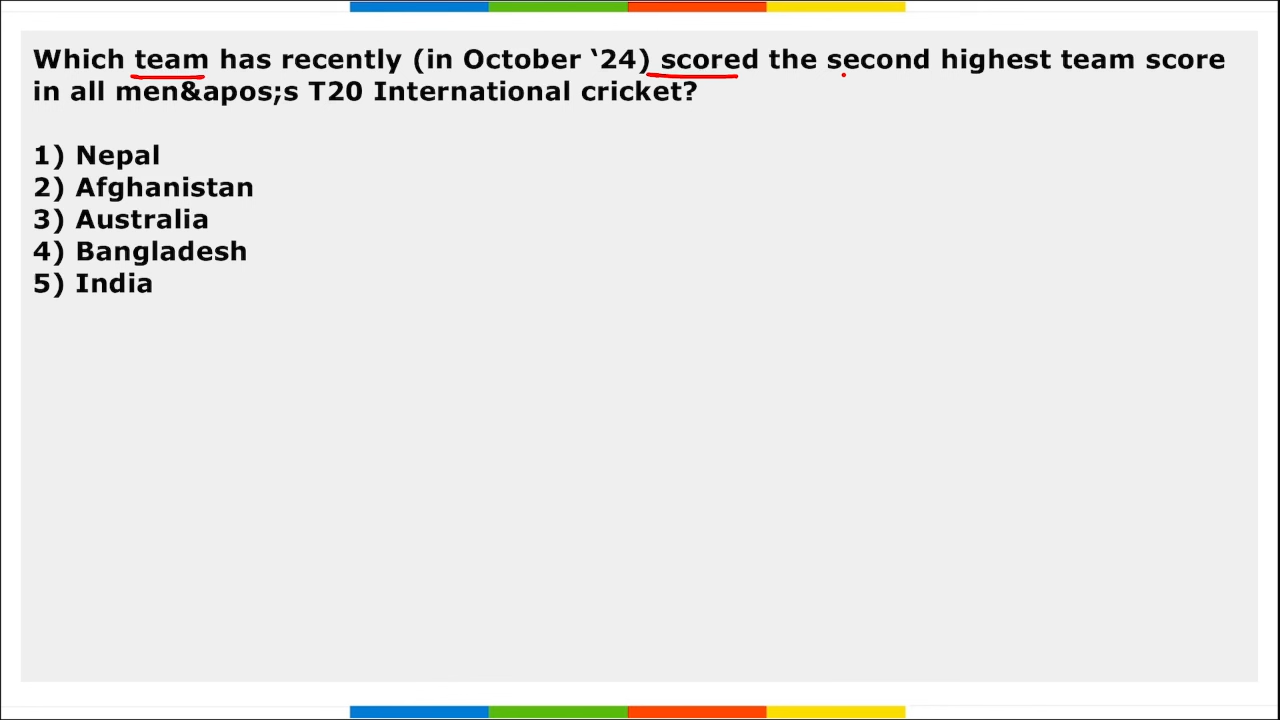 Which team has recently (in October ‘24) scored the second highest team score
in all men&apos;s T20 International cricket?
1) Nepal
2) Afghanistan
3) Australia
4) Bangladesh
5) India